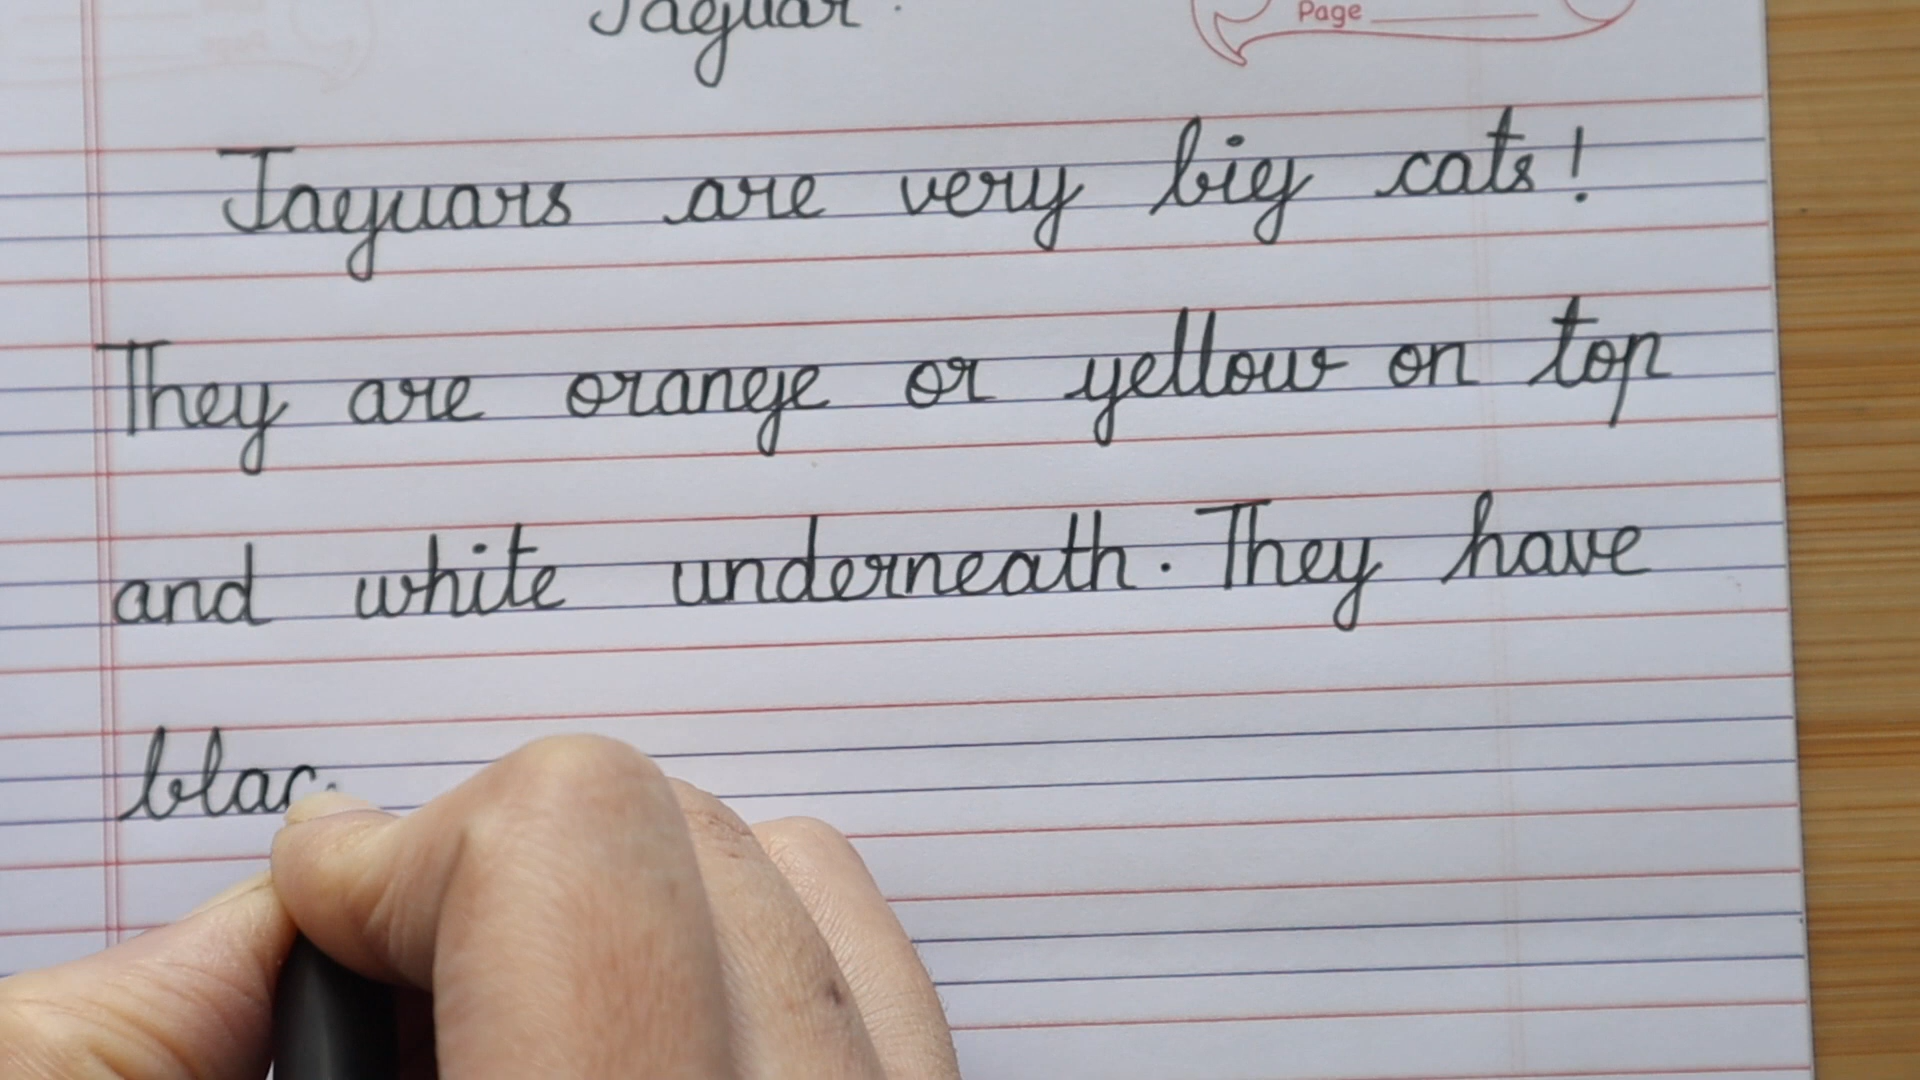 Jaguar.
Page
Jaguars are very big cats!
They are orange or yellow on top
and white underneath. They have
blac